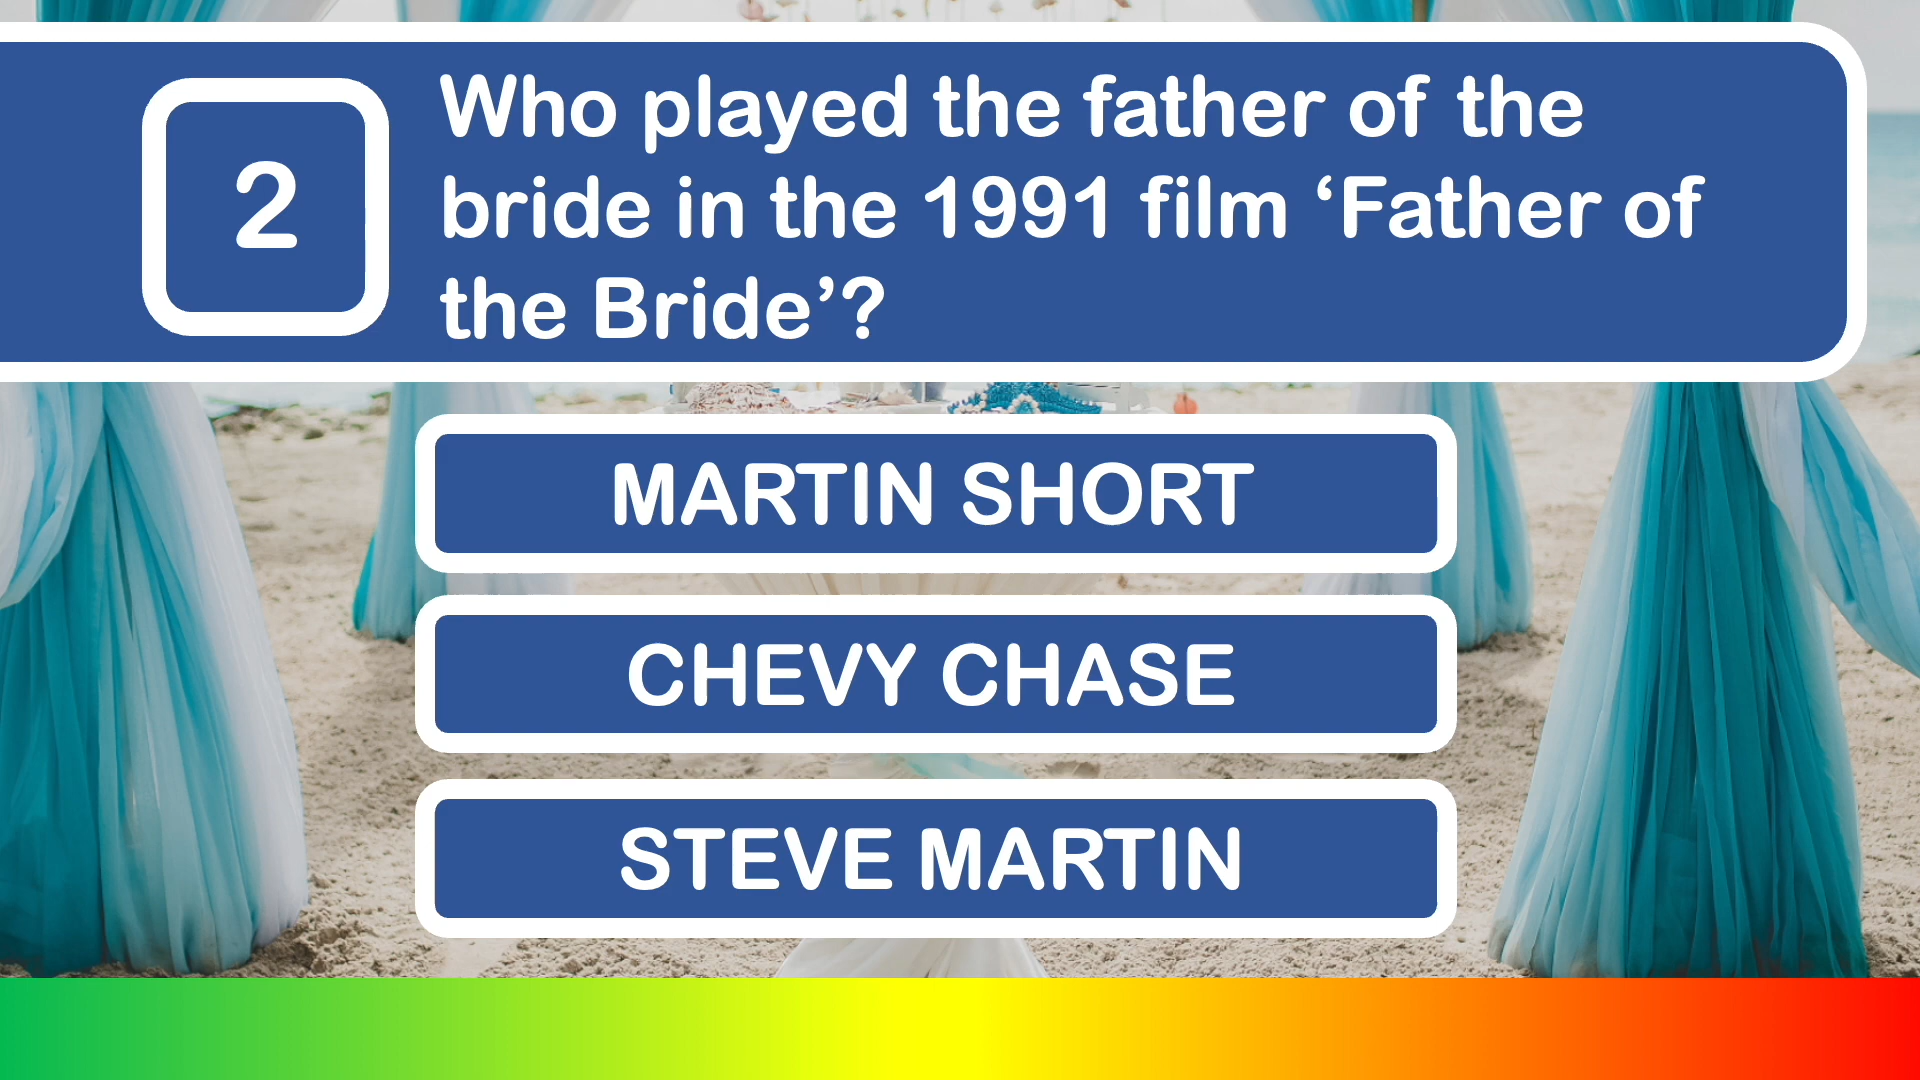 2
Who played the father of the
bride in the 1991 film ‘Father of
the Bride’?
MARTIN SHORT
CHEVY CHASE
STEVE MARTIN